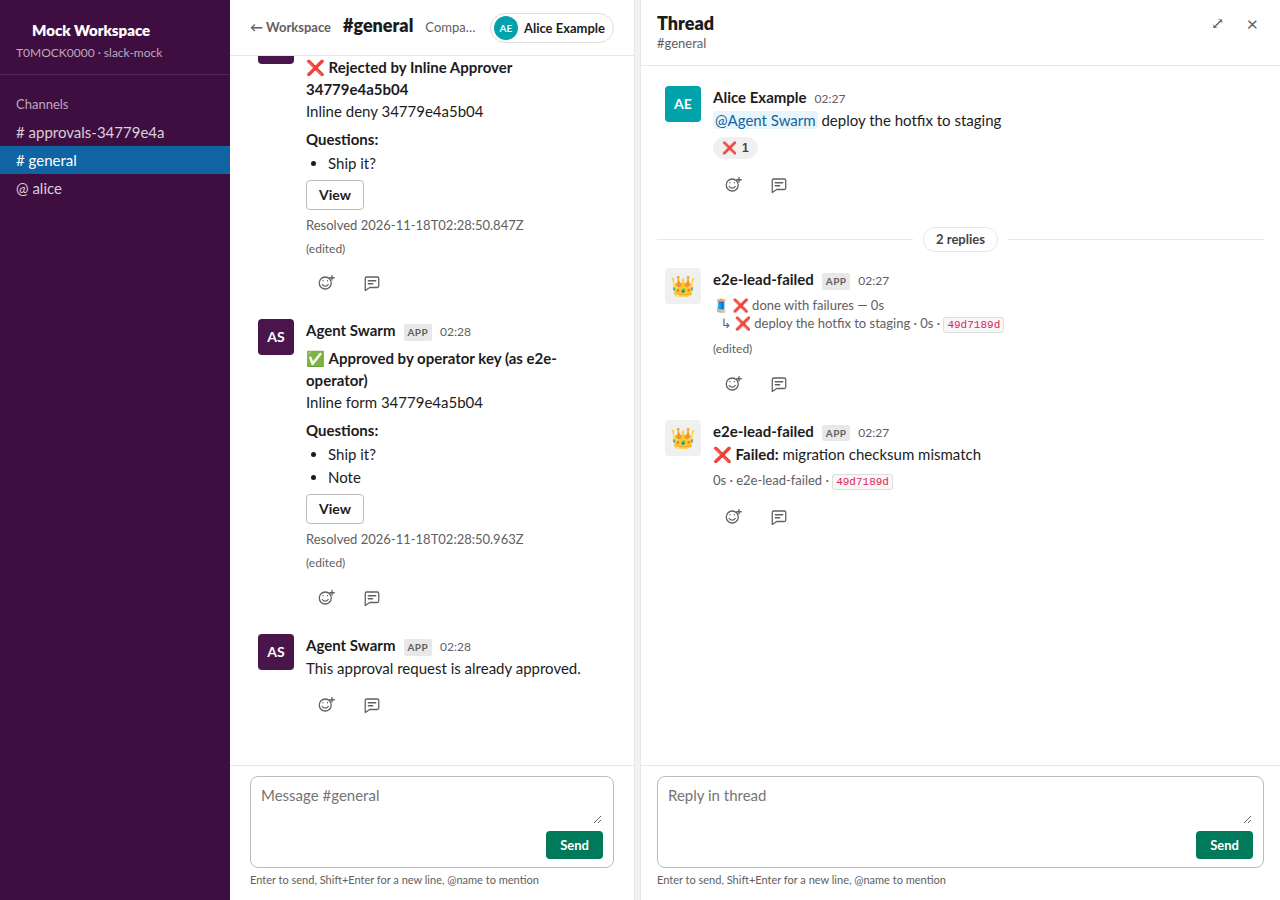 Mock Workspace
T0MOCK0000 · slack-mock
Channels
# approvals-34779e4a
# general
@ alice
← Workspace #general Compa... AE Alice Example
❌ Rejected by Inline Approver
34779e4a5b04
Inline deny 34779e4a5b04
Questions:
• Ship it?
View
Resolved 2026-11-18T02:28:50.847Z
(edited)
AS Agent Swarm APP 02:28
✅ Approved by operator key (as e2e-
operator)
Inline form 34779e4a5b04
Questions:
• Ship it?
• Note
View
Resolved 2026-11-18T02:28:50.963Z
(edited)
AS Agent Swarm APP 02:28
This approval request is already approved.
Message #general
Send
Enter to send, Shift+Enter for a new line, @name to mention
Thread
#general
AE Alice Example 02:27
@Agent Swarm deploy the hotfix to staging
❌ 1
2 replies
e2e-lead-failed APP 02:27
🧵 ❌ done with failures — 0s
↳ ❌ deploy the hotfix to staging · 0s · 49d7189d
(edited)
e2e-lead-failed APP 02:27
❌ Failed: migration checksum mismatch
0s · e2e-lead-failed · 49d7189d
Reply in thread
Send
Enter to send, Shift+Enter for a new line, @name to mention